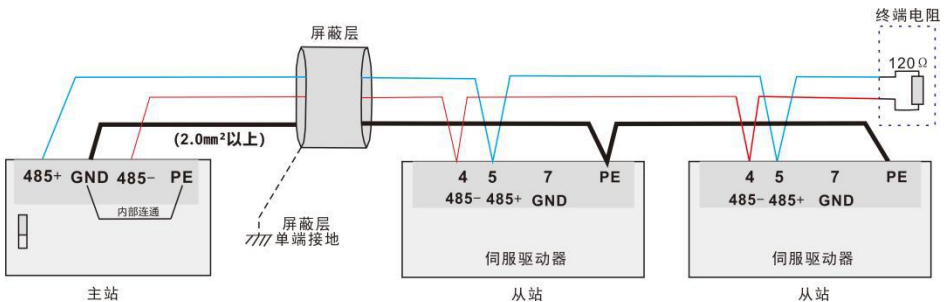 终端电阻
屏蔽层
120Ω
(2.0mm²以上)
485+ GND 485- PE
内部连通
4 5 7 PE
485- 485+ GND
4 5 7 PE
485- 485+ GND
屏蔽层
单端接地
伺服驱动器
伺服驱动器
主站
从站
从站